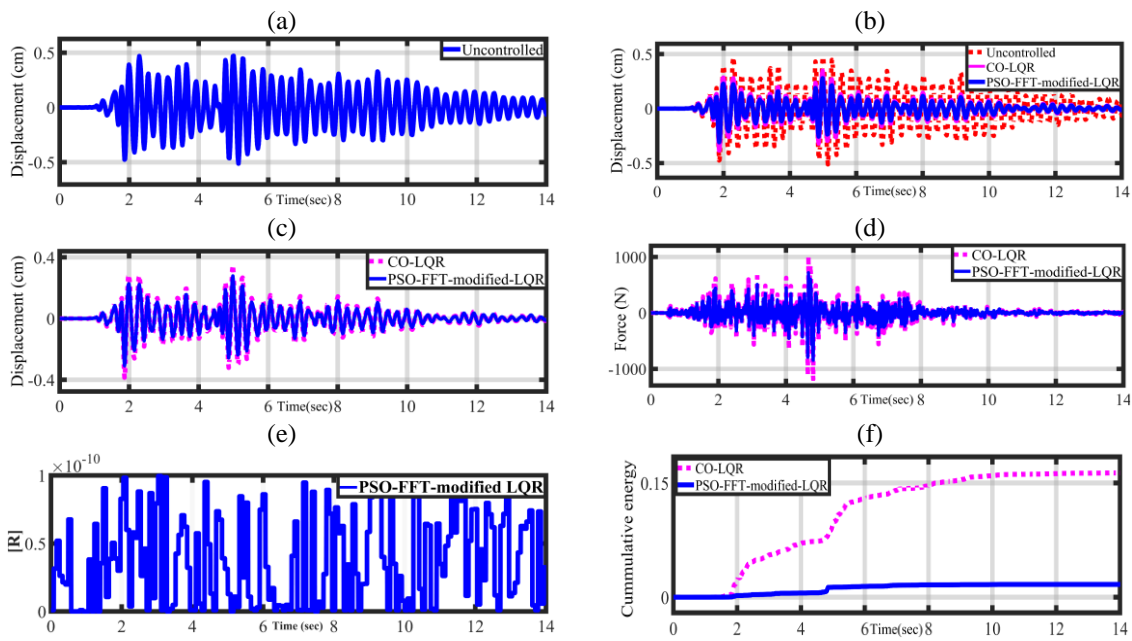 (a)
Displacement (cm)
0.5
0
-0.5
Uncontrolled
0 2 4 6 Time(sec) 8 10 12 14
(b)
Displacement (cm)
0.5
0
-0.5
Uncontrolled
CO-LQR
PSO-FFT-modified-LQR
0 2 4 6 Time(sec) 8 10 12 14
(c)
Displacement (cm)
0.4
0
-0.4
CO-LQR
PSO-FFT-modified-LQR
0 2 4 6 Time(sec) 8 10 12 14
(d)
Force (N)
1000
0
-1000
CO-LQR
PSO-FFT-modified-LQR
0 2 4 6 Time(sec) 8 10 12 14
(e)
×10-10
[R]
1
0.5
0
PSO-FFT-modified LQR
0 2 4 6 Time (sec) 8 10 12 14
(f)
Cummulative energy
0.15
0
CO-LQR
PSO-FFT-modified-LQR
0 2 4 6 Time(sec) 8 10 12 14